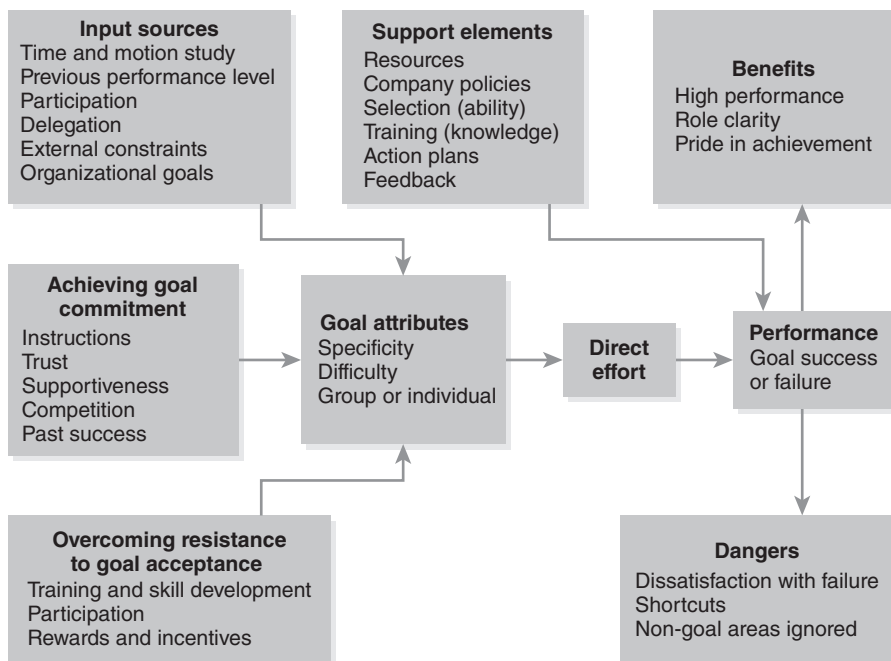 Input sources
Time and motion study
Previous performance level
Participation
Delegation
External constraints
Organizational goals
Support elements
Resources
Company policies
Selection (ability)
Training (knowledge)
Action plans
Feedback
Benefits
High performance
Role clarity
Pride in achievement
Achieving goal
commitment
Instructions
Trust
Supportiveness
Competition
Past success
Goal attributes
Specificity
Difficulty
Group or individual
Direct
effort
Performance
Goal success
or failure
Overcoming resistance
to goal acceptance
Training and skill development
Participation
Rewards and incentives
Dangers
Dissatisfaction with failure
Shortcuts
Non-goal areas ignored